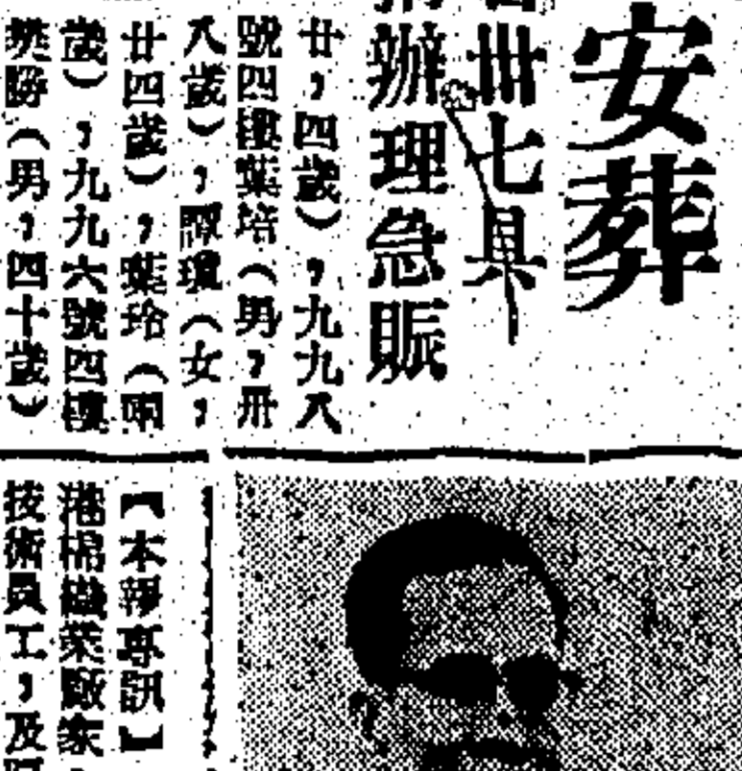 安葬
卅七具
辦理急賑
廿，四歲），九九八
號四樓葉培（男，卅
八歲），譚瓊（女，
廿四歲），葉玲（
歲），九九六號四樓
樊勝（男，四十歲）
【本報專訊】
港棉織業廠家
技術員工，及